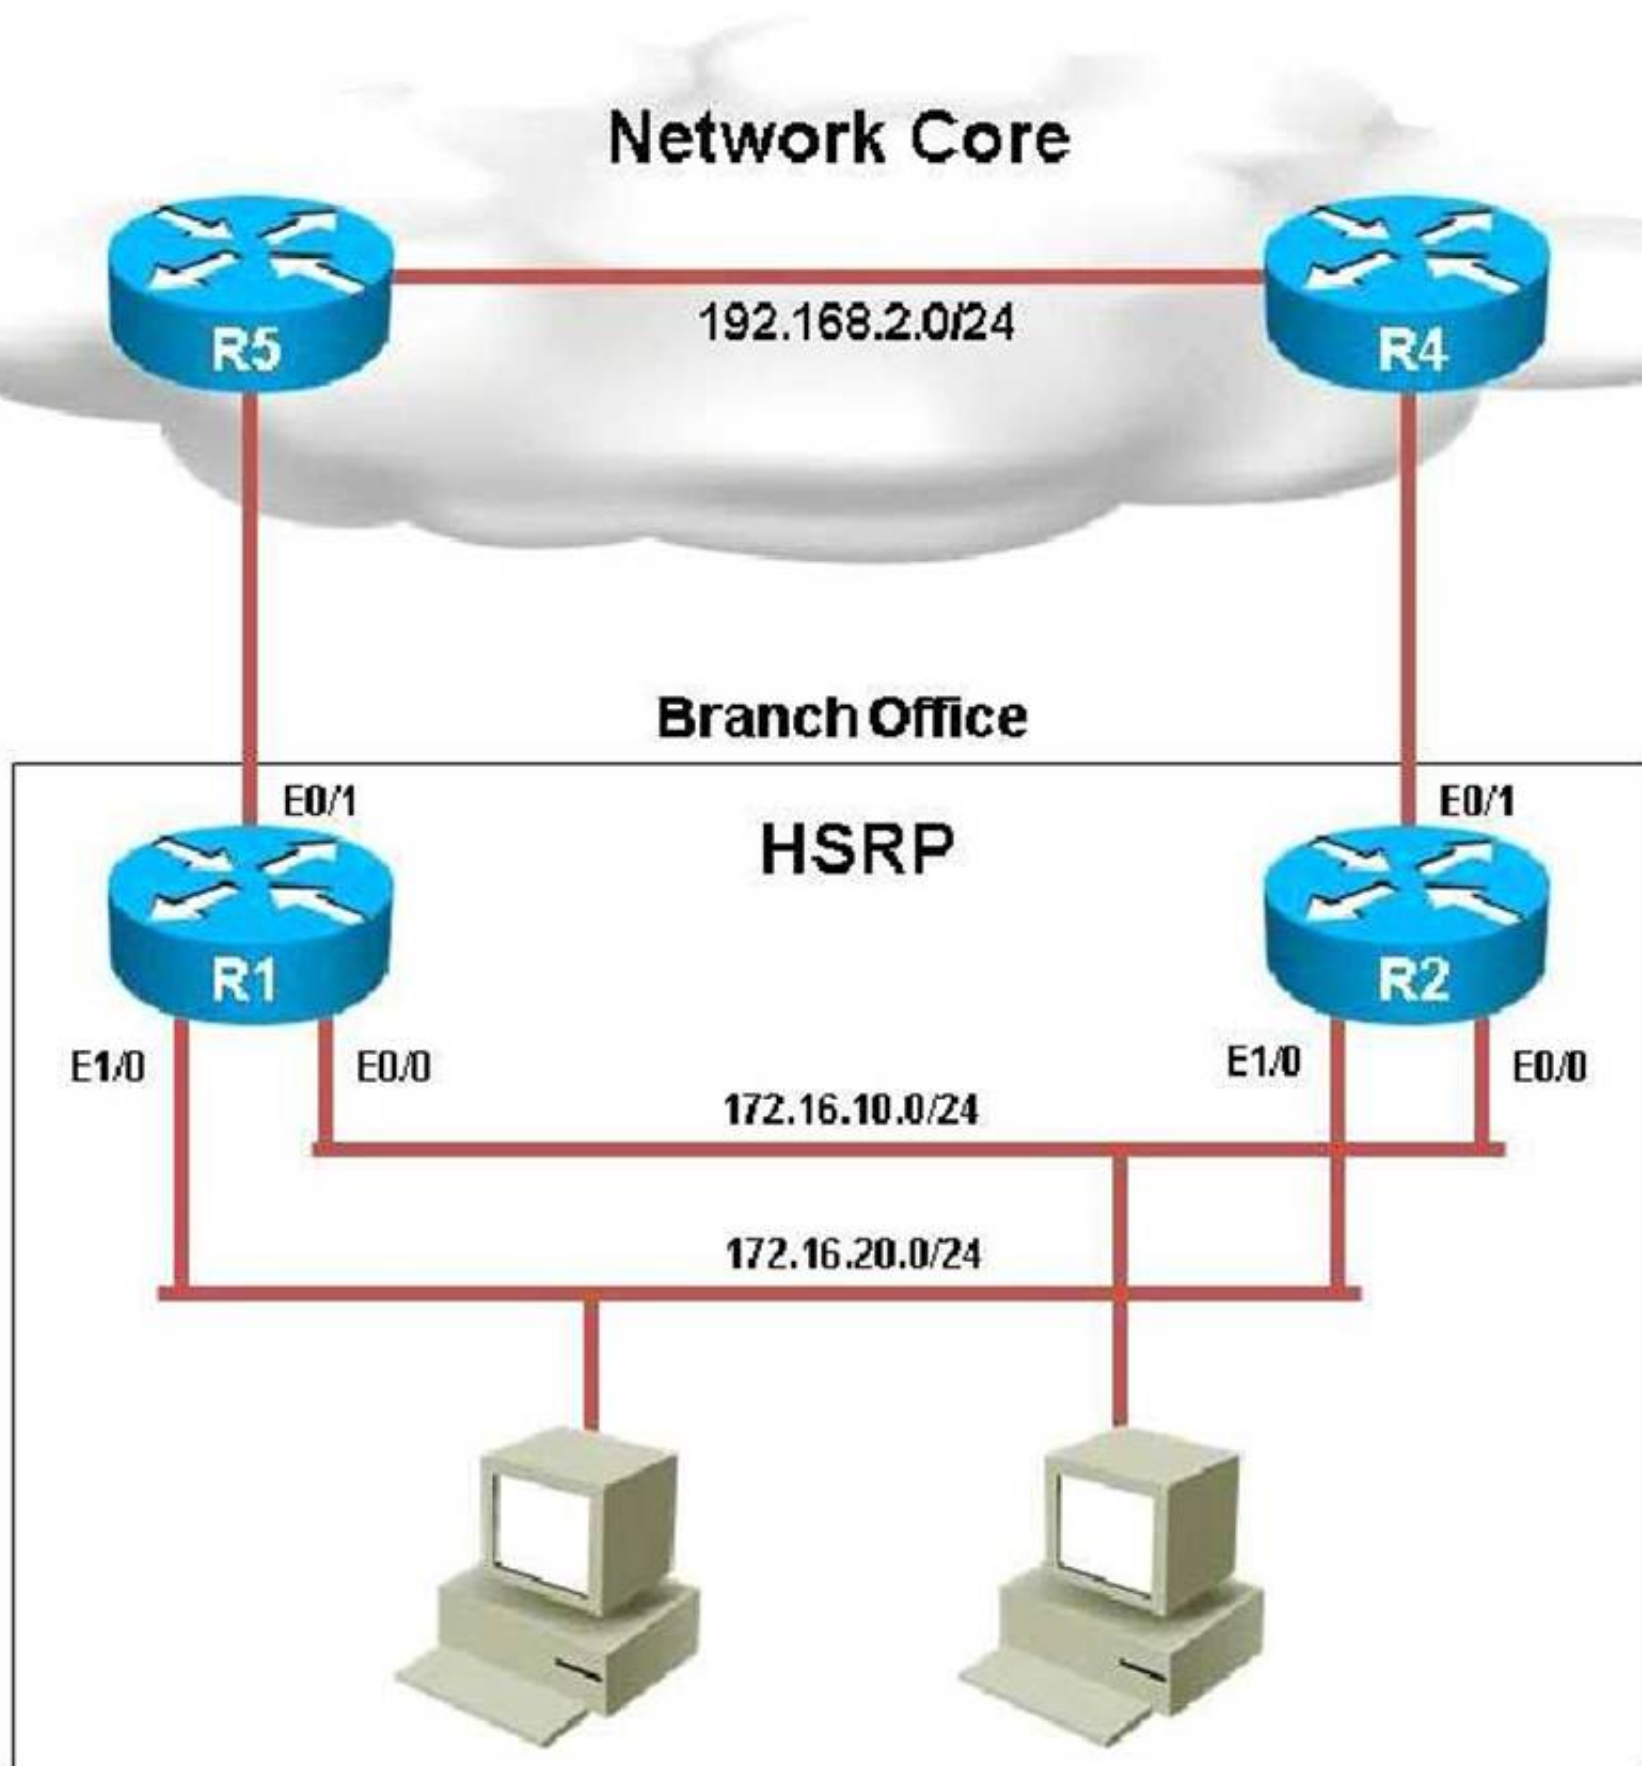 Network Core
192.168.2.0/24
R5
R4
Branch Office
E0/1
E0/1
HSRP
R1
R2
E1/0
E0/0
E1/0
E0/0
172.16.10.0/24
172.16.20.0/24